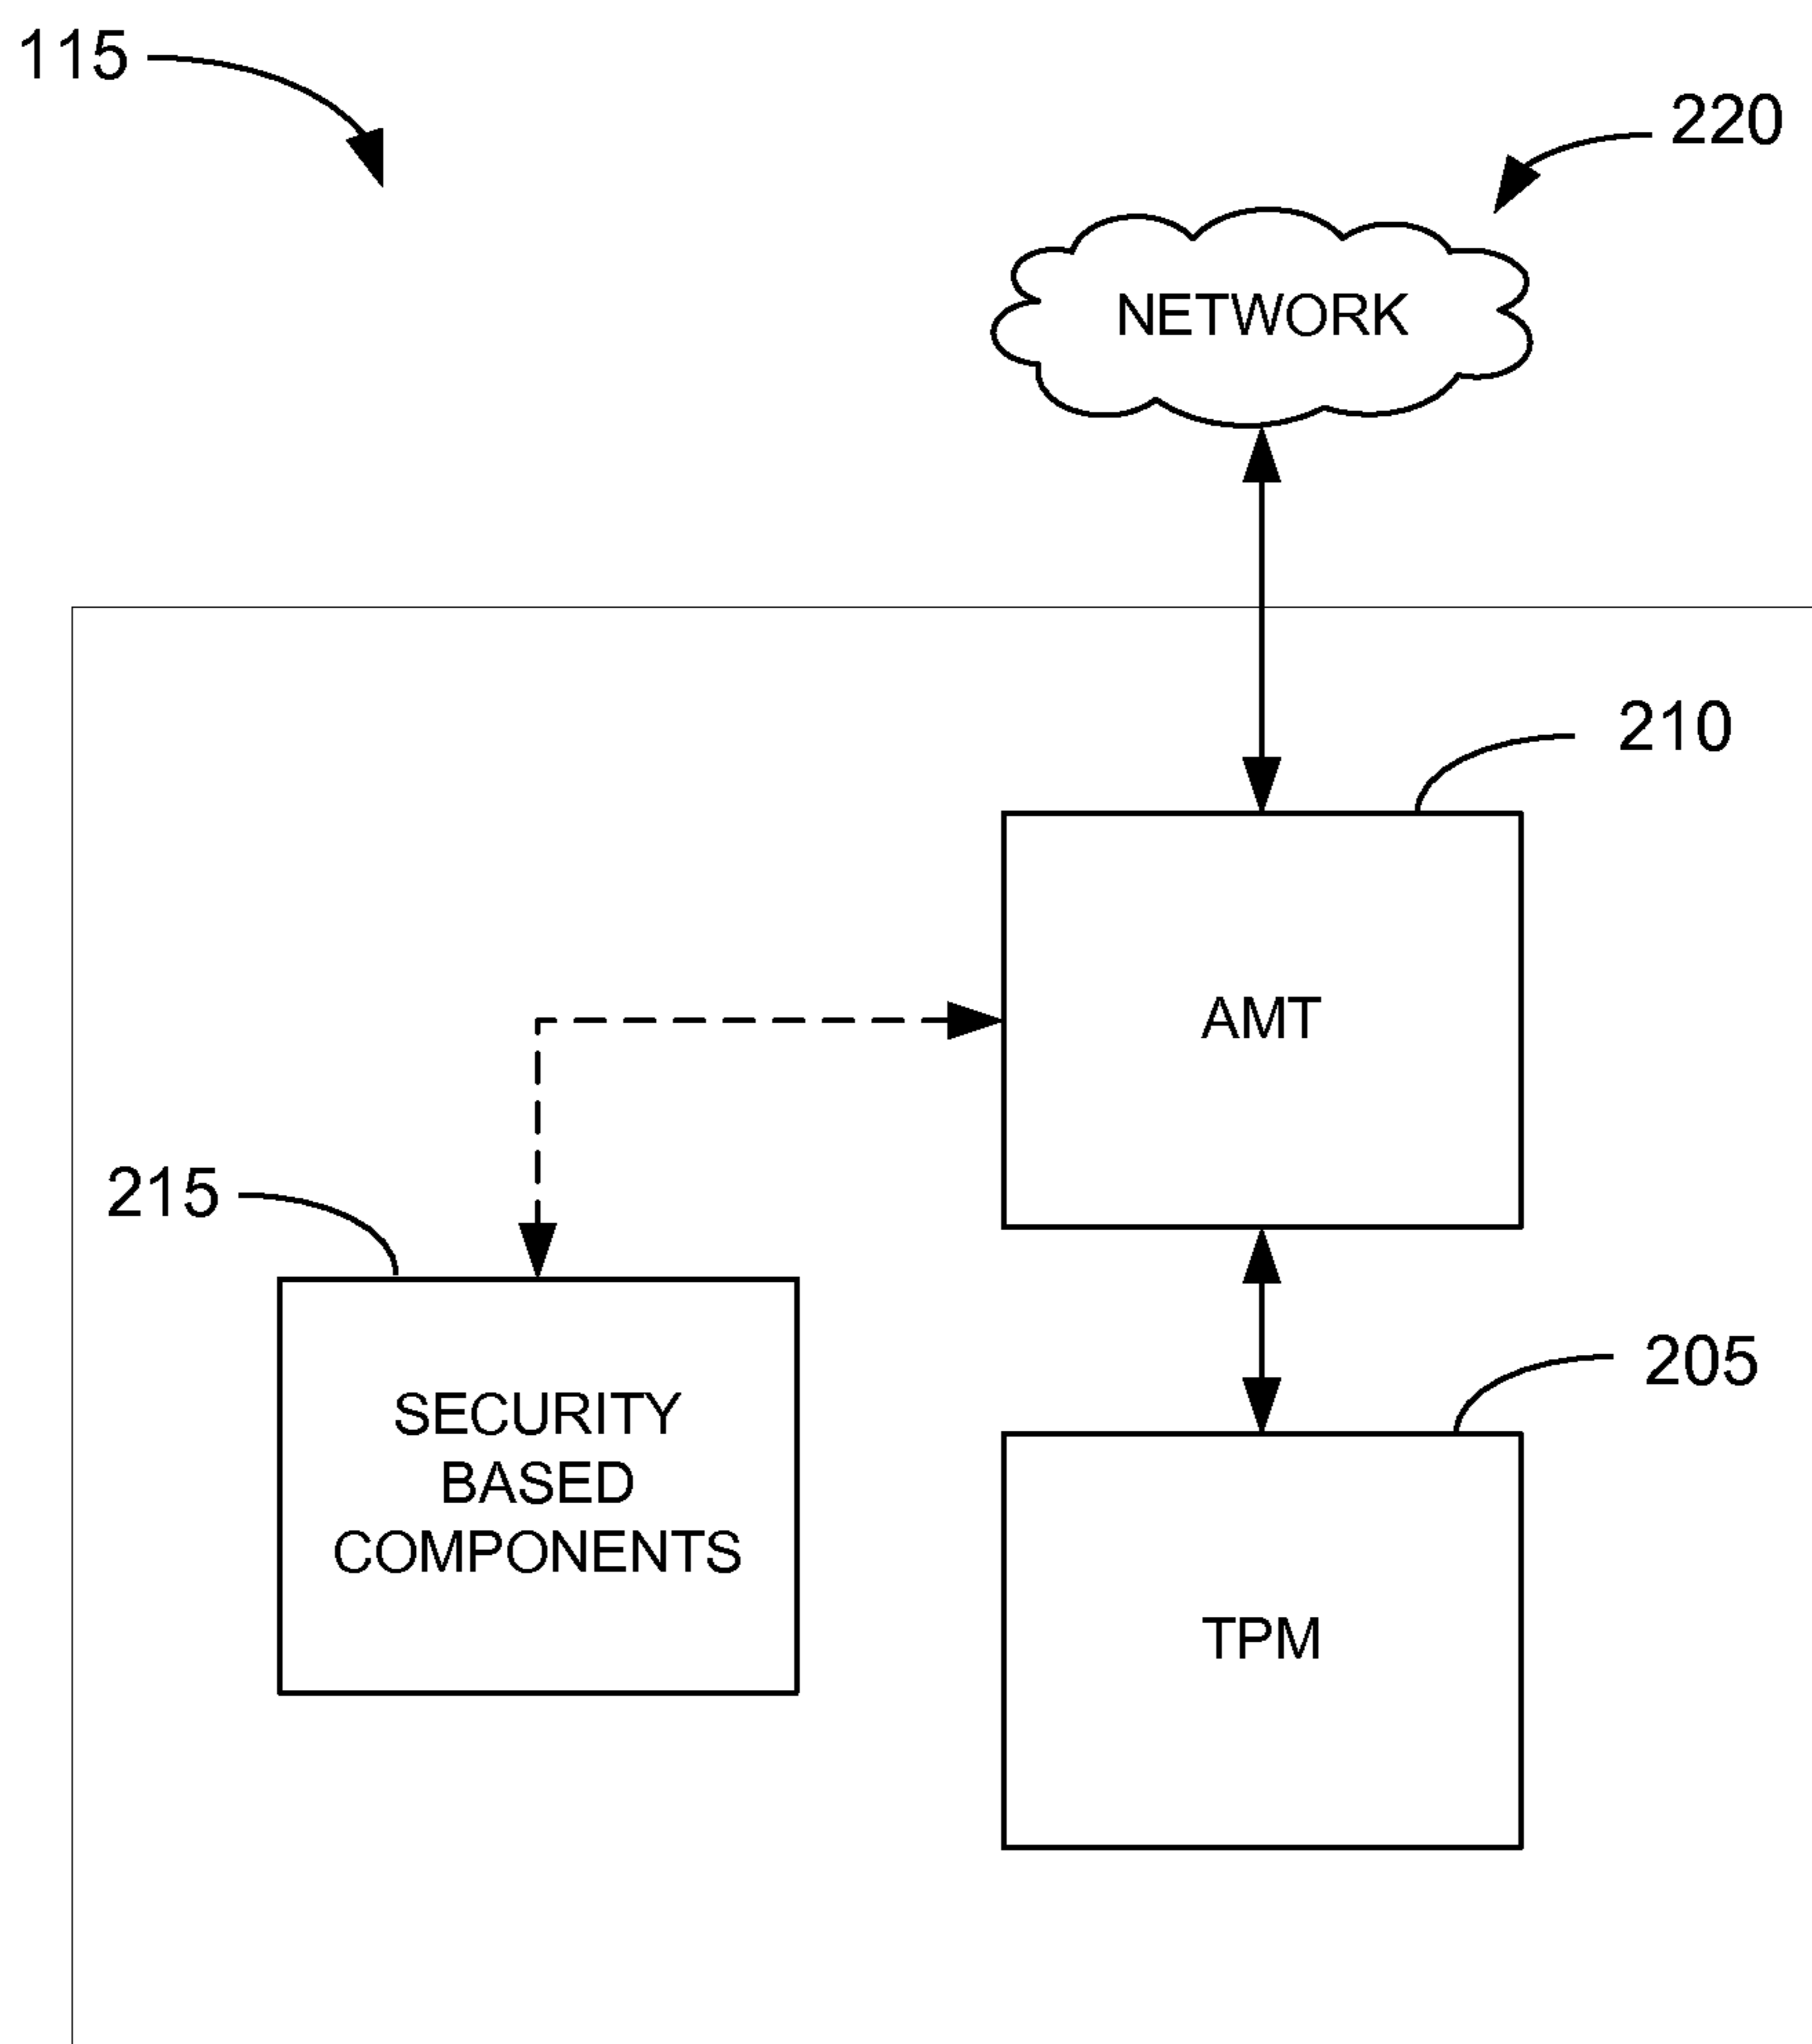 115
220
NETWORK
210
AMT
215
205
SECURITY
BASED
COMPONENTS
TPM